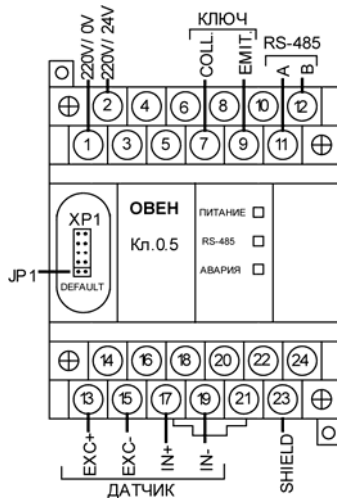 КЛЮЧ
220V/ 0V
220V/ 24V
COLL.
EMIT.
RS-485
A
B
2
4
6
8
10
12
1
3
5
7
9
11
XP1
JP1
DEFAULT
ОВЕН
Кл.0.5
ПИТАНИЕ
RS-485
АВАРИЯ
14
16
18
20
22
24
13
15
17
19
21
23
EXC+
EXC-
IN+
IN-
SHIELD
ДАТЧИК